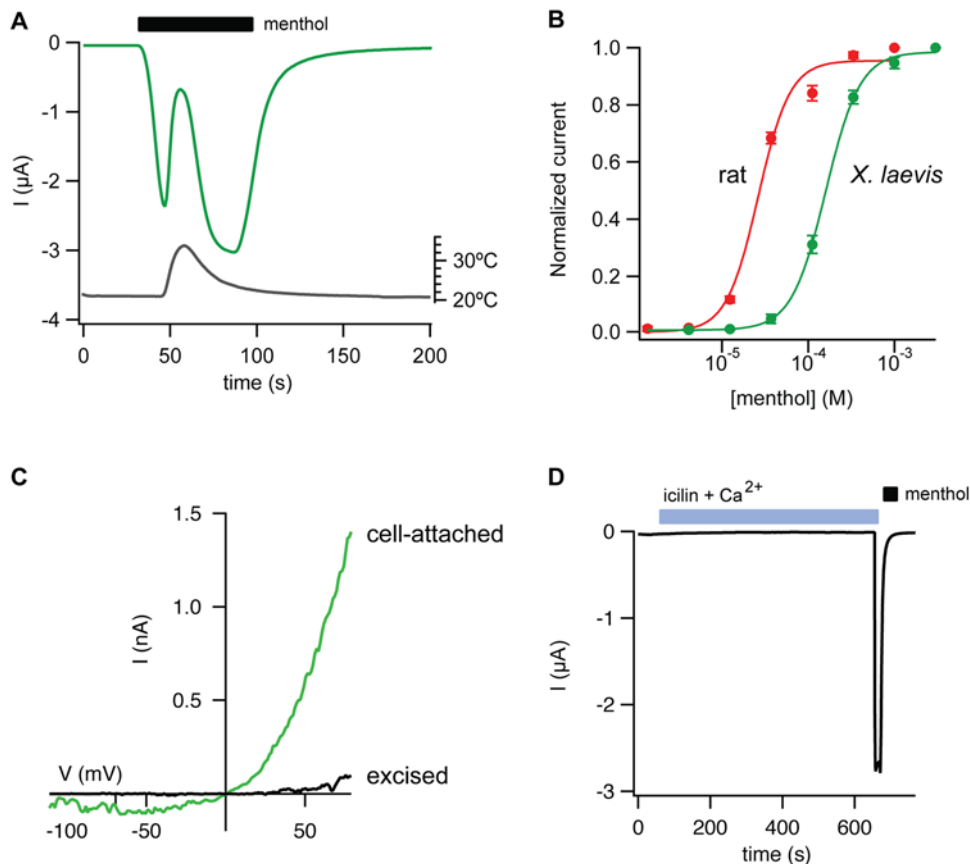 A
menthol
0
-1
-2
-3
-4
I (µA)
30ºC
20ºC
0 50 100 150 200
time (s)
B
1.0
0.8
0.6
0.4
0.2
0.0
Normalized current
rat
X. laevis
10-5 10-4 10-3
[menthol] (M)
C
1.5
1.0
0.5
I (nA)
cell-attached
excised
V (mV)
-100 -50 50
D
icilin + Ca2+
menthol
0
-1
-2
-3
I (µA)
0 200 400 600
time (s)